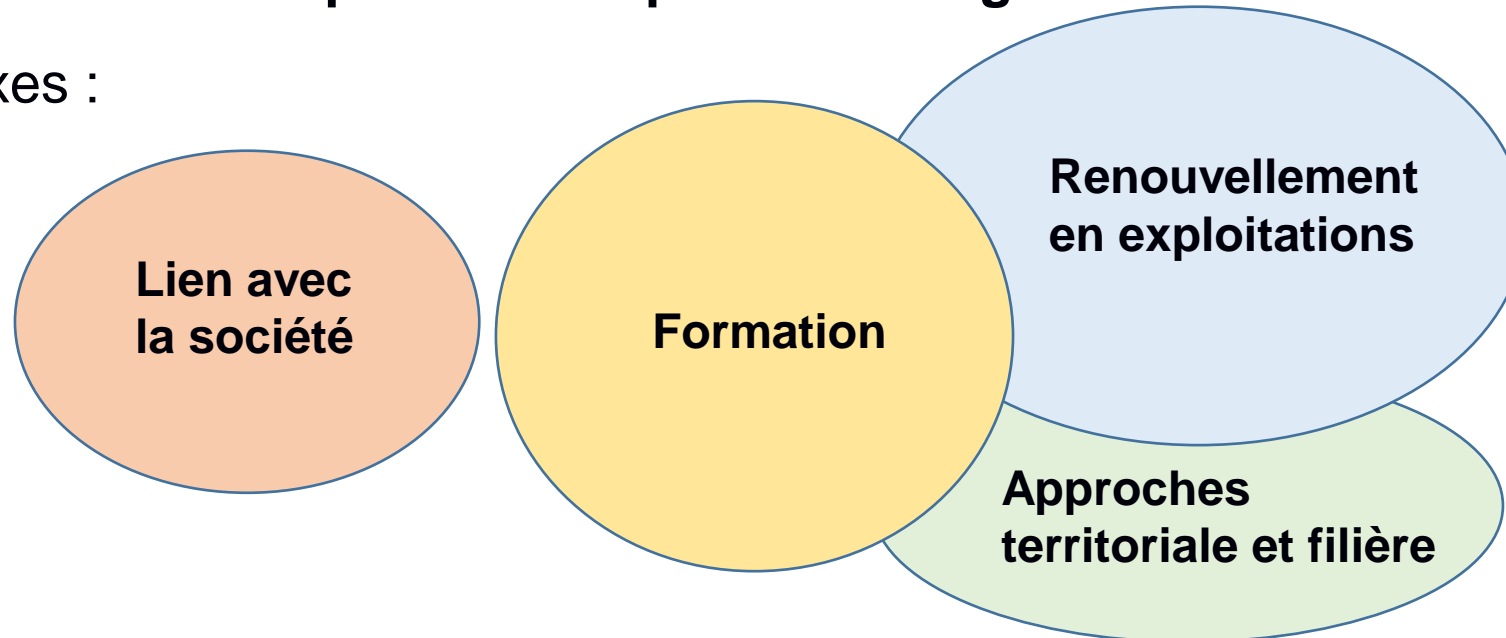 xes :
Lien avec
la société
Formation
Renouvellement
en exploitations
Approches
territoriale et filière